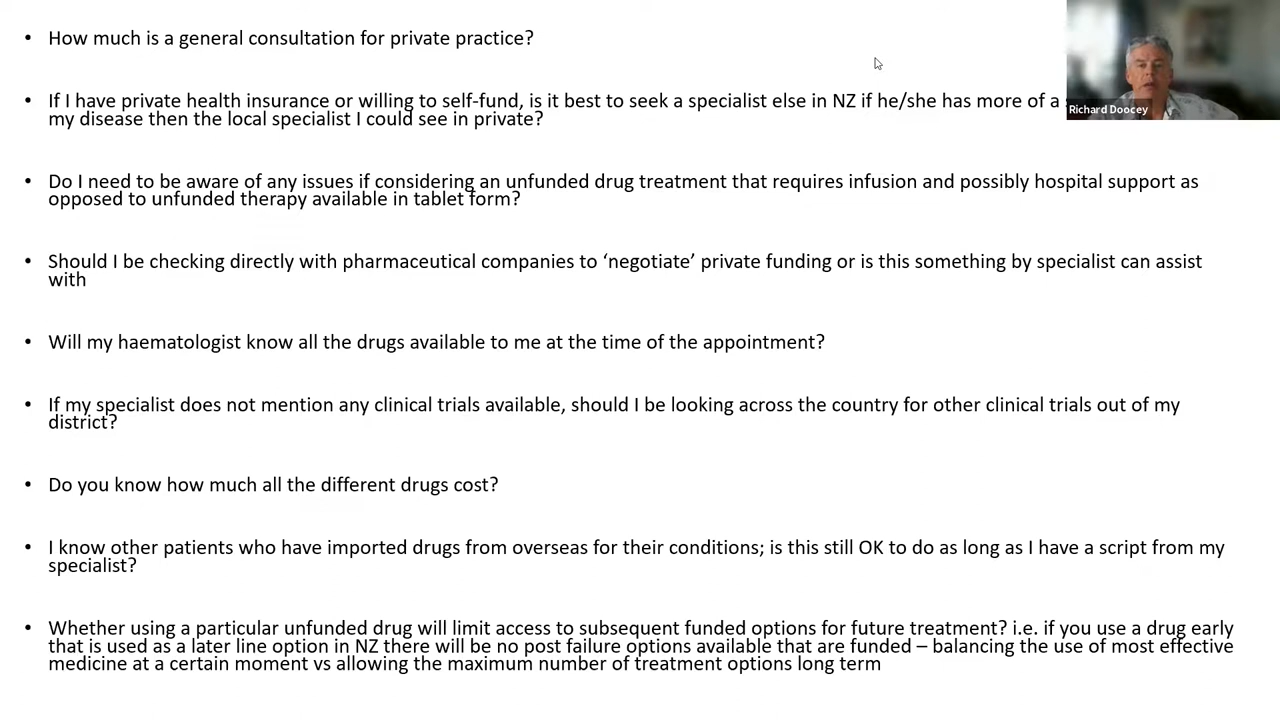 • How much is a general consultation for private practice?
• If I have private health insurance or willing to self-fund, is it best to seek a specialist else in NZ if he/she has more of a
my disease then the local specialist I could see in private?
Richard Doocey
• Do I need to be aware of any issues if considering an unfunded drug treatment that requires infusion and possibly hospital support as
opposed to unfunded therapy available in tablet form?
• Should I be checking directly with pharmaceutical companies to ‘negotiate’ private funding or is this something by specialist can assist
with
• Will my haematologist know all the drugs available to me at the time of the appointment?
• If my specialist does not mention any clinical trials available, should I be looking across the country for other clinical trials out of my
district?
• Do you know how much all the different drugs cost?
• I know other patients who have imported drugs from overseas for their conditions; is this still OK to do as long as I have a script from my
specialist?
• Whether using a particular unfunded drug will limit access to subsequent funded options for future treatment? i.e. if you use a drug early
that is used as a later line option in NZ there will be no post failure options available that are funded – balancing the use of most effective
medicine at a certain moment vs allowing the maximum number of treatment options long term